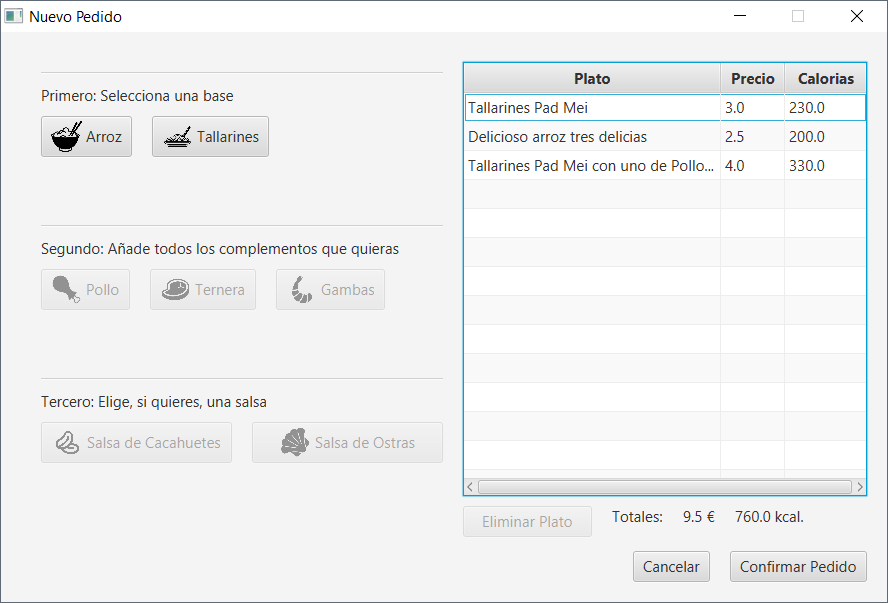 Nuevo Pedido
Primero: Selecciona una base
Arroz Tallarines
Segundo: Añade todos los complementos que quieras
Pollo Ternera Gambas
Tercero: Elige, si quieres, una salsa
Salsa de Cacahuetes Salsa de Ostras
Plato Precio Calorias
Tallarines Pad Mei 3.0 230.0
Delicioso arroz tres delicias 2.5 200.0
Tallarines Pad Mei con uno de Pollo... 4.0 330.0
Eliminar Plato Totales: 9.5 € 760.0 kcal.
Cancelar Confirmar Pedido